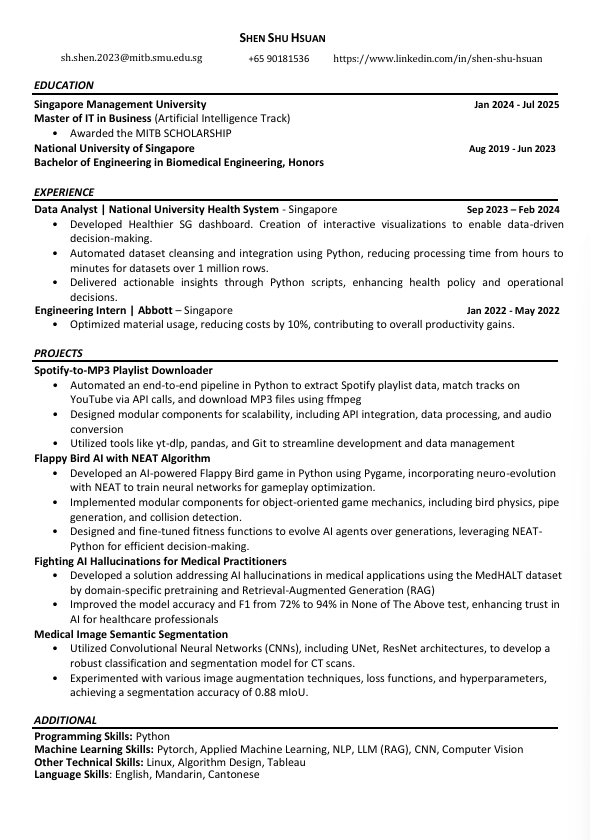 SHEN SHU HSUAN
sh.shen.2023@mitb.smu.edu.sg +65 90181536 https://www.linkedin.com/in/shen-shu-hsuan
EDUCATION
Singapore Management University Jan 2024 - Jul 2025
Master of IT in Business (Artificial Intelligence Track)
• Awarded the MITB SCHOLARSHIP
National University of Singapore Aug 2019 - Jun 2023
Bachelor of Engineering in Biomedical Engineering, Honors
EXPERIENCE
Data Analyst | National University Health System - Singapore Sep 2023 – Feb 2024
• Developed Healthier SG dashboard. Creation of interactive visualizations to enable data-driven
decision-making.
• Automated dataset cleansing and integration using Python, reducing processing time from hours to
minutes for datasets over 1 million rows.
• Delivered actionable insights through Python scripts, enhancing health policy and operational
decisions.
Engineering Intern | Abbott – Singapore Jan 2022 - May 2022
• Optimized material usage, reducing costs by 10%, contributing to overall productivity gains.
PROJECTS
Spotify-to-MP3 Playlist Downloader
• Automated an end-to-end pipeline in Python to extract Spotify playlist data, match tracks on
YouTube via API calls, and download MP3 files using ffmpeg
• Designed modular components for scalability, including API integration, data processing, and audio
conversion
• Utilized tools like yt-dlp, pandas, and Git to streamline development and data management
Flappy Bird AI with NEAT Algorithm
• Developed an AI-powered Flappy Bird game in Python using Pygame, incorporating neuro-evolution
with NEAT to train neural networks for gameplay optimization.
• Implemented modular components for object-oriented game mechanics, including bird physics, pipe
generation, and collision detection.
• Designed and fine-tuned fitness functions to evolve AI agents over generations, leveraging NEAT-
Python for efficient decision-making.
Fighting AI Hallucinations for Medical Practitioners
• Developed a solution addressing AI hallucinations in medical applications using the MedHALT dataset
by domain-specific pretraining and Retrieval-Augmented Generation (RAG)
• Improved the model accuracy and F1 from 72% to 94% in None of The Above test, enhancing trust in
AI for healthcare professionals
Medical Image Semantic Segmentation
• Utilized Convolutional Neural Networks (CNNs), including UNet, ResNet architectures, to develop a
robust classification and segmentation model for CT scans.
• Experimented with various image augmentation techniques, loss functions, and hyperparameters,
achieving a segmentation accuracy of 0.88 mIoU.
ADDITIONAL
Programming Skills: Python
Machine Learning Skills: Pytorch, Applied Machine Learning, NLP, LLM (RAG), CNN, Computer Vision
Other Technical Skills: Linux, Algorithm Design, Tableau
Language Skills: English, Mandarin, Cantonese